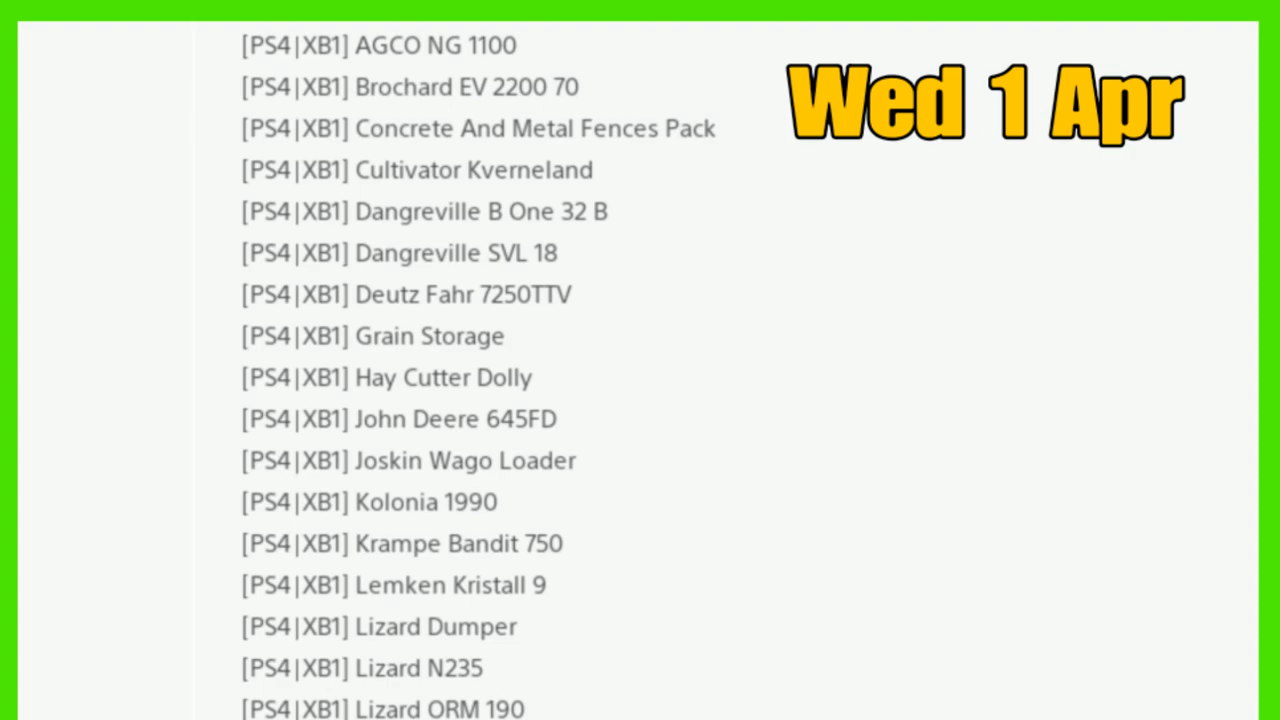 [PS4|XB1] AGCO NG 1100
[PS4|XB1] Brochard EV 2200 70
[PS4|XB1] Concrete And Metal Fences Pack
Wed 1 Apr
[PS4|XB1] Cultivator Kverneland
[PS4|XB1] Dangreville B One 32 B
[PS4|XB1] Dangreville SVL 18
[PS4|XB1] Deutz Fahr 7250TTV
[PS4|XB1] Grain Storage
[PS4|XB1] Hay Cutter Dolly
[PS4|XB1] John Deere 645FD
[PS4|XB1] Joskin Wago Loader
[PS4|XB1] Kolonia 1990
[PS4|XB1] Krampe Bandit 750
[PS4|XB1] Lemken Kristall 9
[PS4|XB1] Lizard Dumper
[PS4|XB1] Lizard N235
[PS4|XB1] Lizard ORM 190